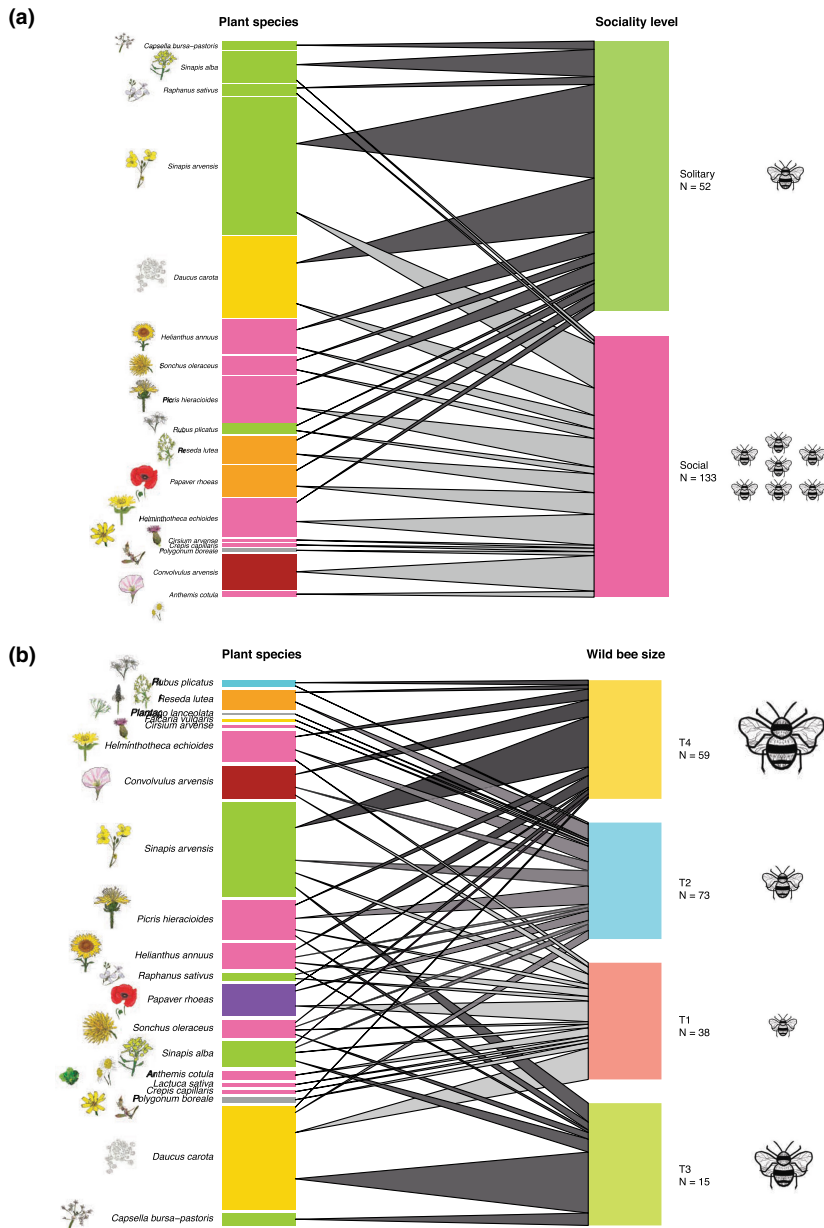 (a)
Plant species
Sociality level
Capsella bursa−pastoris
Sinapis alba
Raphanus sativus
Sinapis arvensis
Solitary
N = 52
Daucus carota
Helianthus annuus
Sonchus oleraceus
Picris hieracioides
Rubus plicatus
Reseda lutea
Papaver rhoeas
Social
N = 133
Helminthotheca echioides
Cirsium arvense
Crepis capillaris
Polygonum boreale
Convolvulus arvensis
Anthemis cotula
(b)
Plant species
Wild bee size
Rubus plicatus
Reseda lutea
Plantago lanceolata
Falcaria vulgaris
Cirsium arvense
Helminthotheca echioides
T4
N = 59
Convolvulus arvensis
Sinapis arvensis
T2
N = 73
Picris hieracioides
Helianthus annuus
Raphanus sativus
Papaver rhoeas
T1
N = 38
Sonchus oleraceus
Sinapis alba
Anthemis cotula
Lactuca sativa
Crepis capillaris
Polygonum boreale
Daucus carota
T3
N = 15
Capsella bursa−pastoris